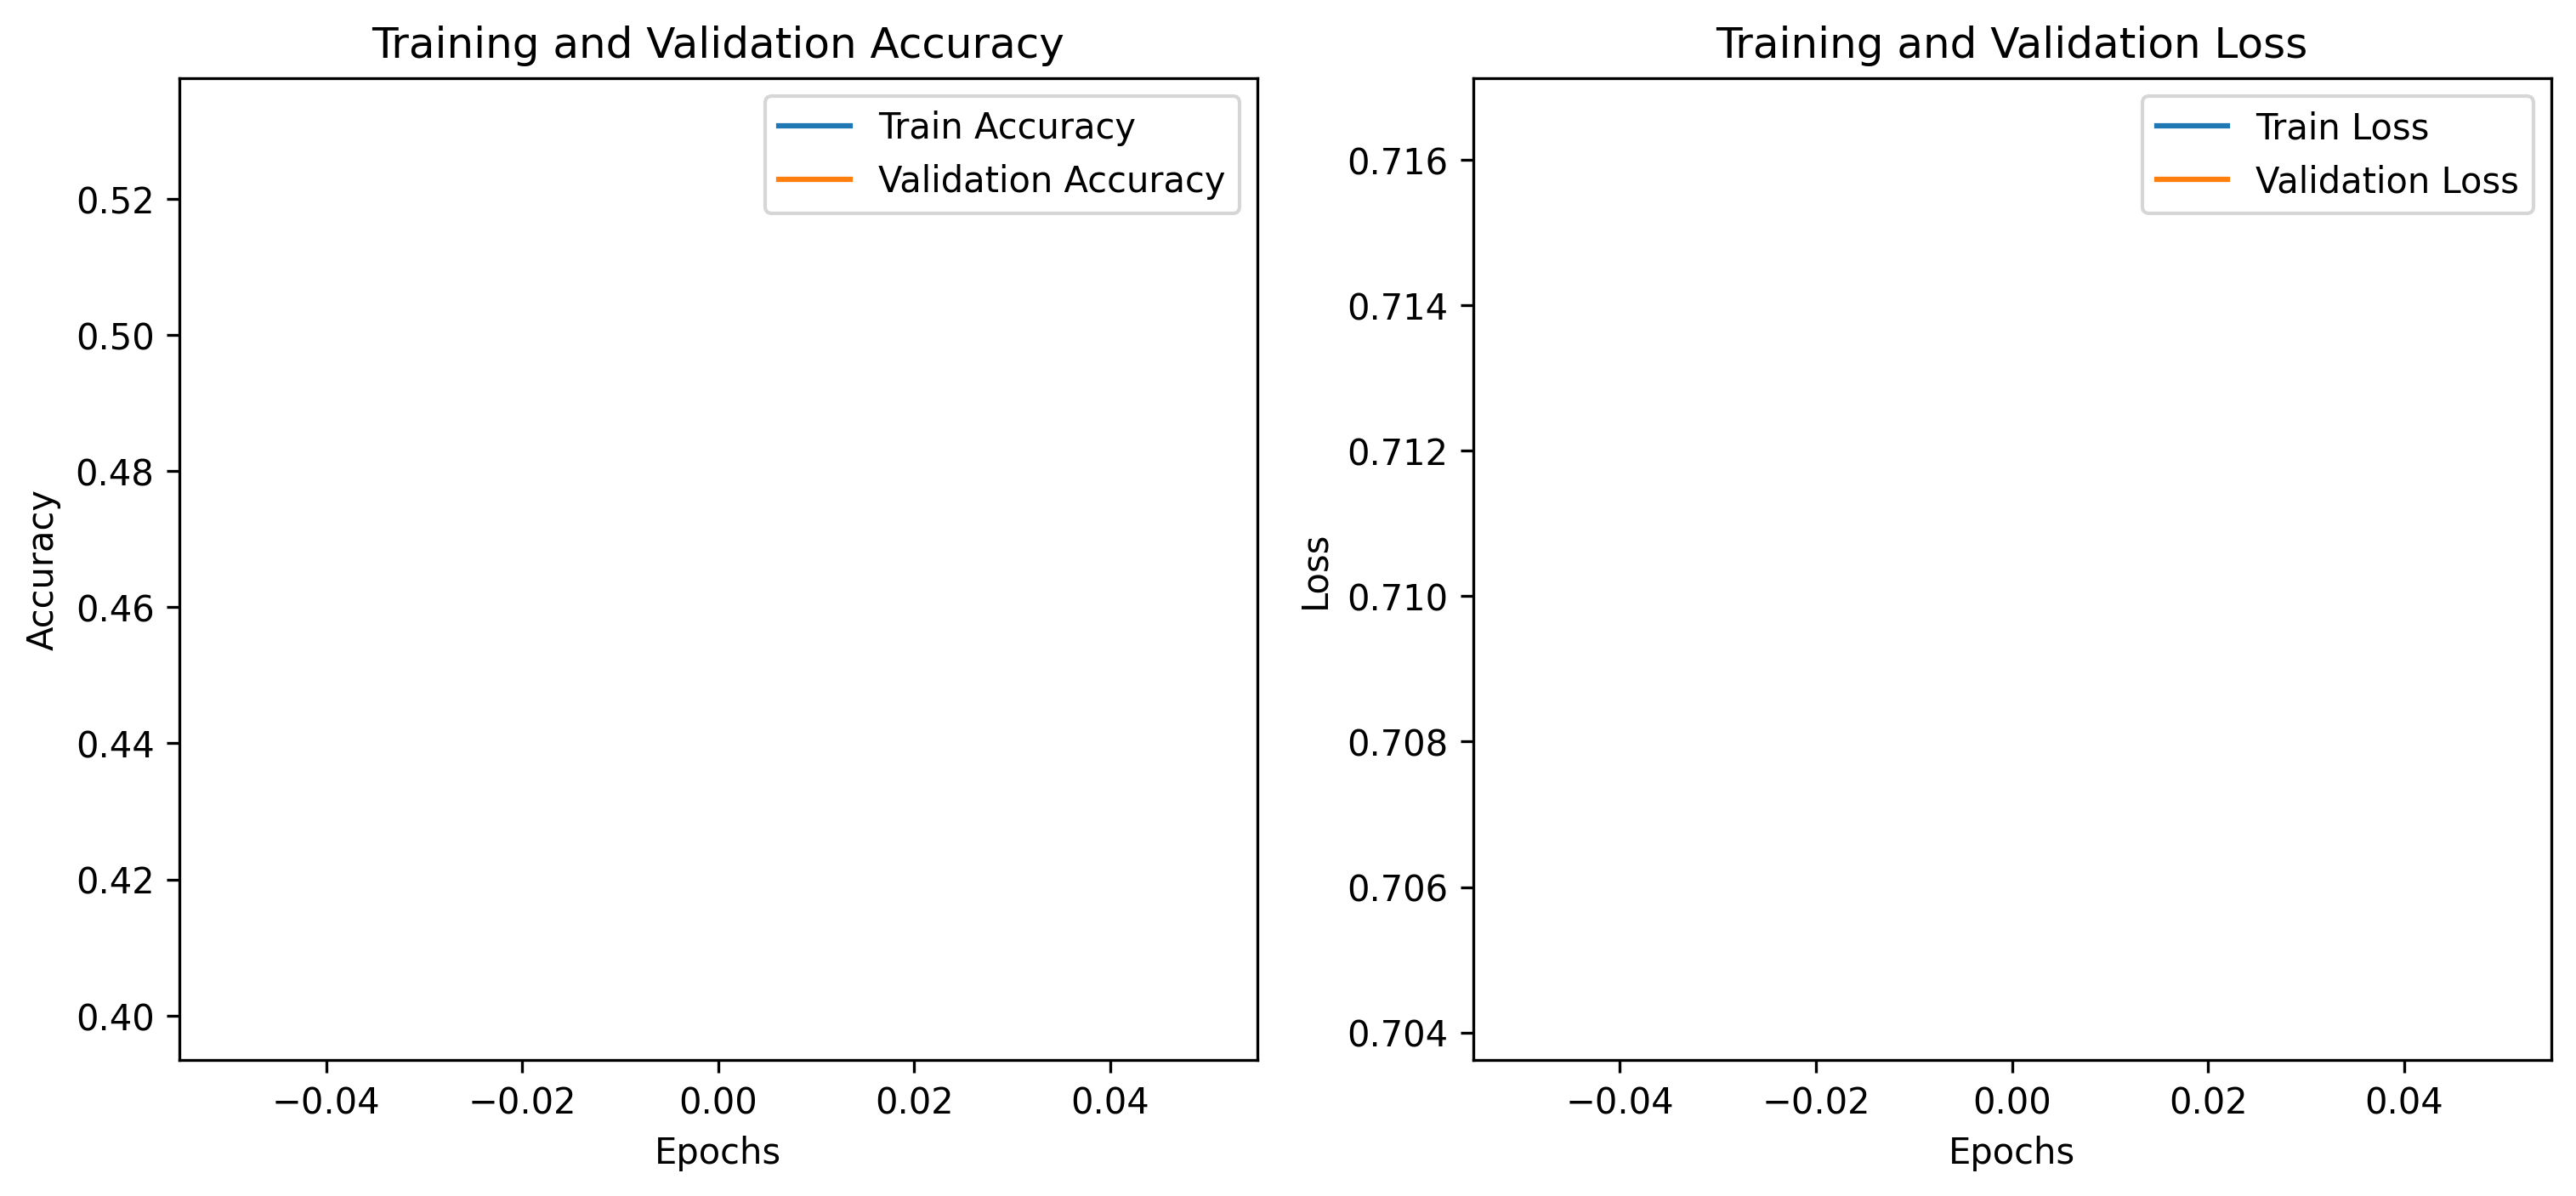 Training and Validation Accuracy
Train Accuracy
Validation Accuracy
0.52
0.50
0.48
0.46
0.44
0.42
0.40
Accuracy
−0.04 −0.02 0.00 0.02 0.04
Epochs
Training and Validation Loss
Train Loss
Validation Loss
0.716
0.714
0.712
0.710
0.708
0.706
0.704
Loss
−0.04 −0.02 0.00 0.02 0.04
Epochs